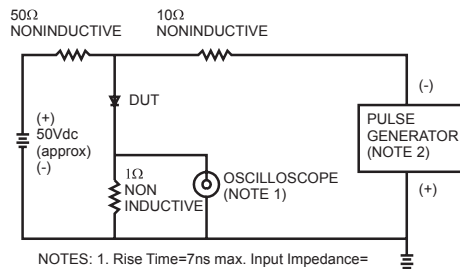 50Ω
NONINDUCTIVE
10Ω
NONINDUCTIVE
(+)
50Vdc
(approx)
(-)
DUT
1Ω
NON
INDUCTIVE
OSCILLOSCOPE
(NOTE 1)
(-)
PULSE
GENERATOR
(NOTE 2)
(+)
NOTES: 1. Rise Time=7ns max. Input Impedance=